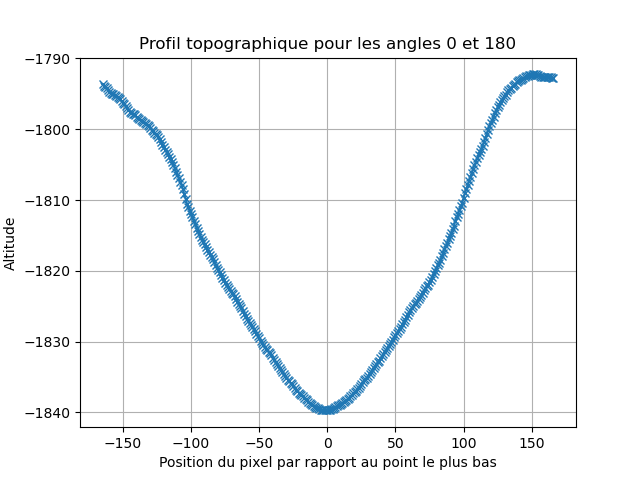 Profil topographique pour les angles 0 et 180
Altitude
−1790
−1800
−1810
−1820
−1830
−1840
−150 −100 −50 0 50 100 150
Position du pixel par rapport au point le plus bas